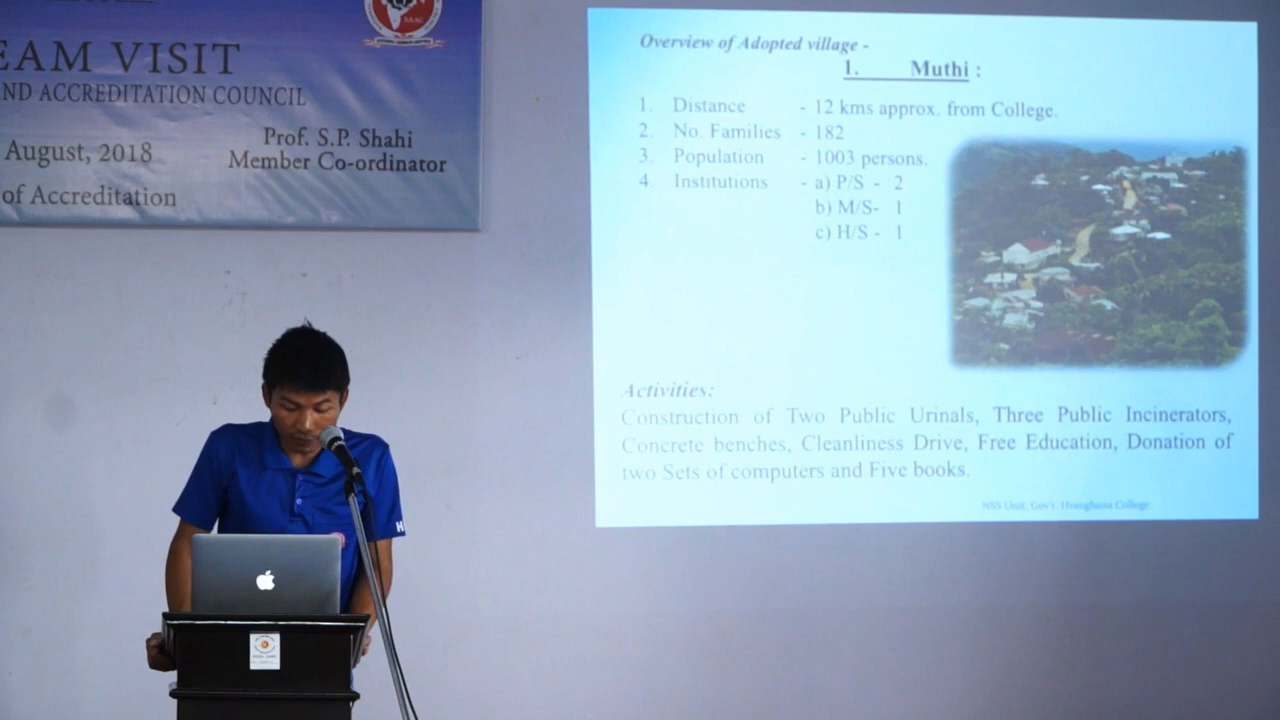 EAM VISIT
ND ACCREDITATION COUNCIL
August, 2018
Prof. S.P. Shahi
Member Co-ordinator
of Accreditation
Overview of Adopted village -
1. Muthi :
1. Distance - 12 kms approx. from College.
2. No. Families - 182
3. Population - 1003 persons.
4. Institutions - a) P/S - 2
b) M/S- 1
c) H/S - 1
Activities:
Construction of Two Public Urinals, Three Public Incinerators,
Concrete benches, Cleanliness Drive, Free Education, Donation of
two Sets of computers and Five books.
NSS Unit, Gov't. Hrangbana College
H